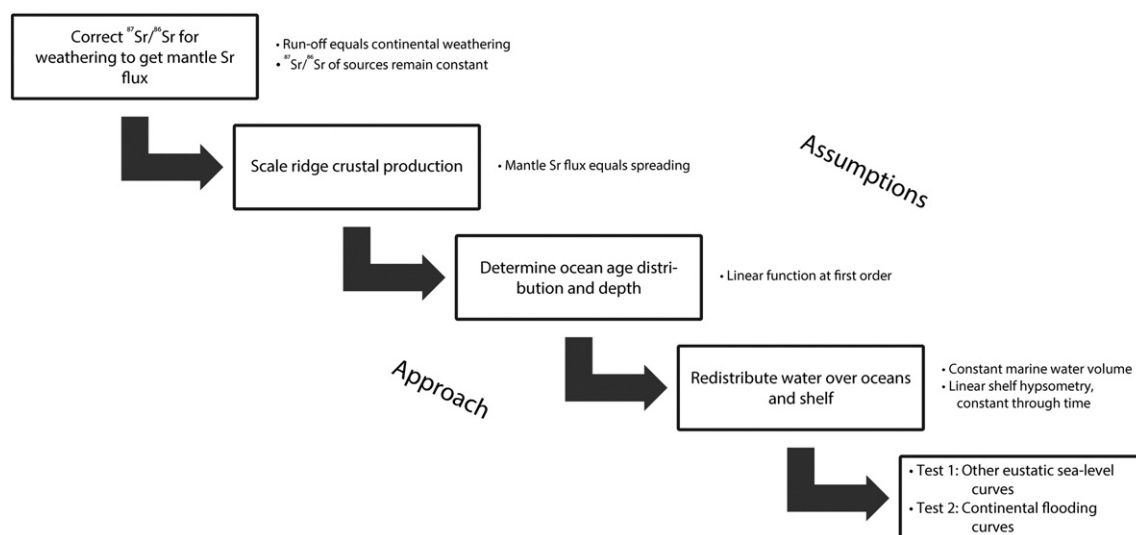 Correct ⁸⁷Sr/⁸⁶Sr for
weathering to get mantle Sr
flux
• Run-off equals continental weathering
• ⁸⁷Sr/⁸⁶Sr of sources remain constant
Scale ridge crustal production
• Mantle Sr flux equals spreading
Assumptions
Determine ocean age distri-
bution and depth
• Linear function at first order
Approach
Redistribute water over oceans
and shelf
• Constant marine water volume
• Linear shelf hypsometry,
constant through time
• Test 1: Other eustatic sea-level
curves
• Test 2: Continental flooding
curves